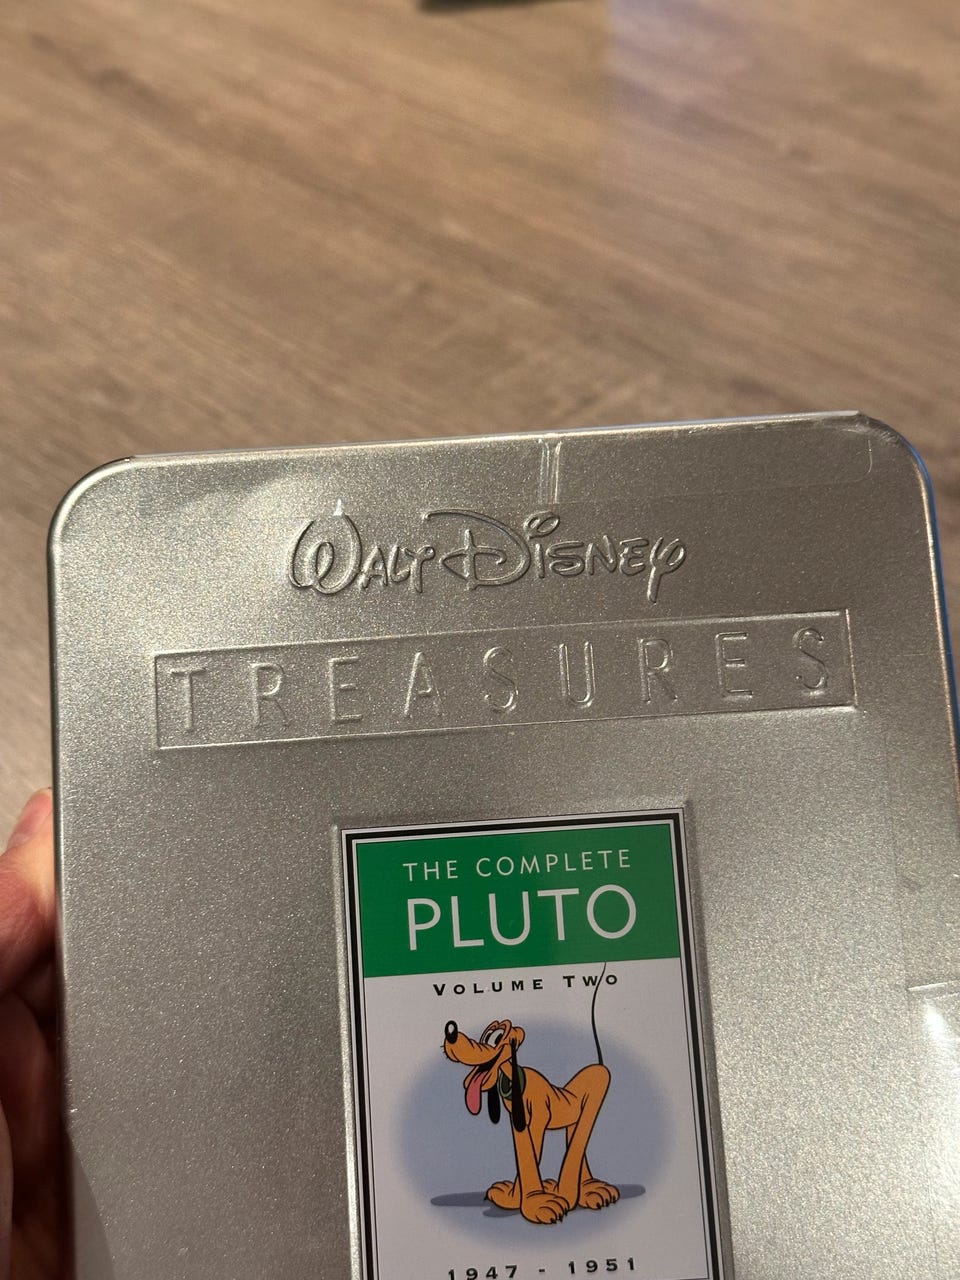 WALT DISNEY
TREASURES
THE COMPLETE
PLUTO
VOLUME TWO
1947 - 1951